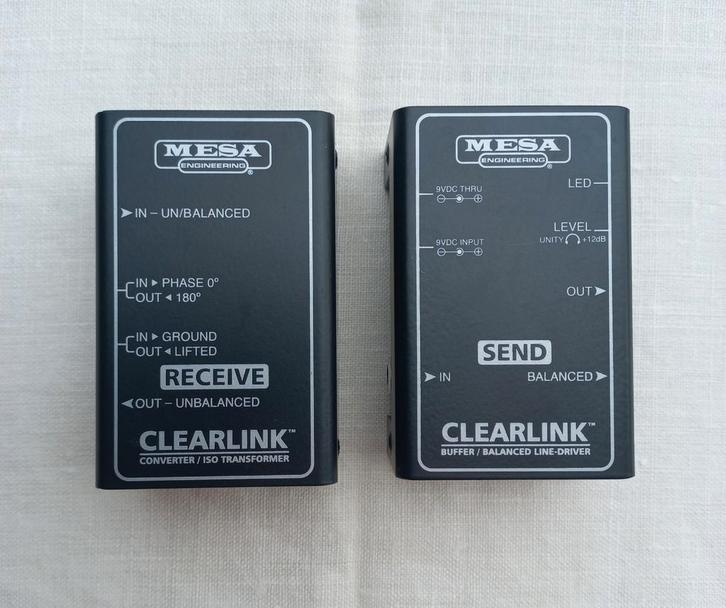 MESA
ENGINEERING®
IN – UN/BALANCED
IN ▸ PHASE 0°
OUT ◂ 180°
IN ▸ GROUND
OUT ◂ LIFTED
RECEIVE
OUT – UNBALANCED
CLEARLINK™
CONVERTER / ISO TRANSFORMER
MESA
ENGINEERING®
9VDC THRU
LED
LEVEL
UNITY +12dB
9VDC INPUT
OUT
SEND
IN
BALANCED
CLEARLINK™
BUFFER / BALANCED LINE-DRIVER